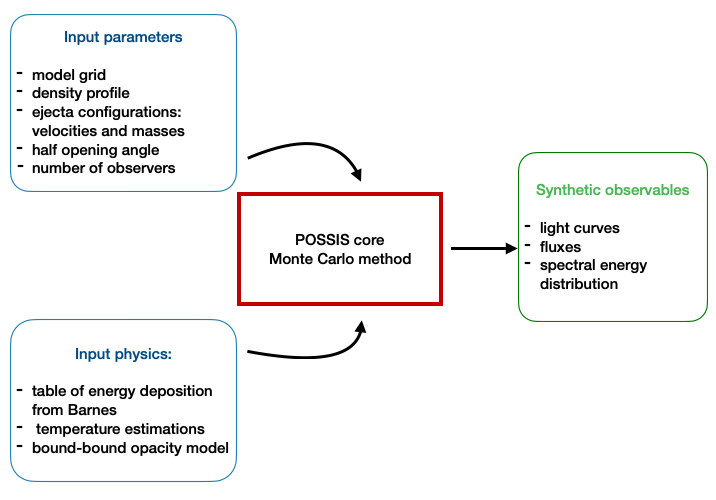 Input parameters
- model grid
- density profile
- ejecta configurations:
velocities and masses
- half opening angle
- number of observers
POSSIS core
Monte Carlo method
Synthetic observables
- light curves
- fluxes
- spectral energy
distribution
Input physics:
- table of energy deposition
from Barnes
- temperature estimations
- bound-bound opacity model